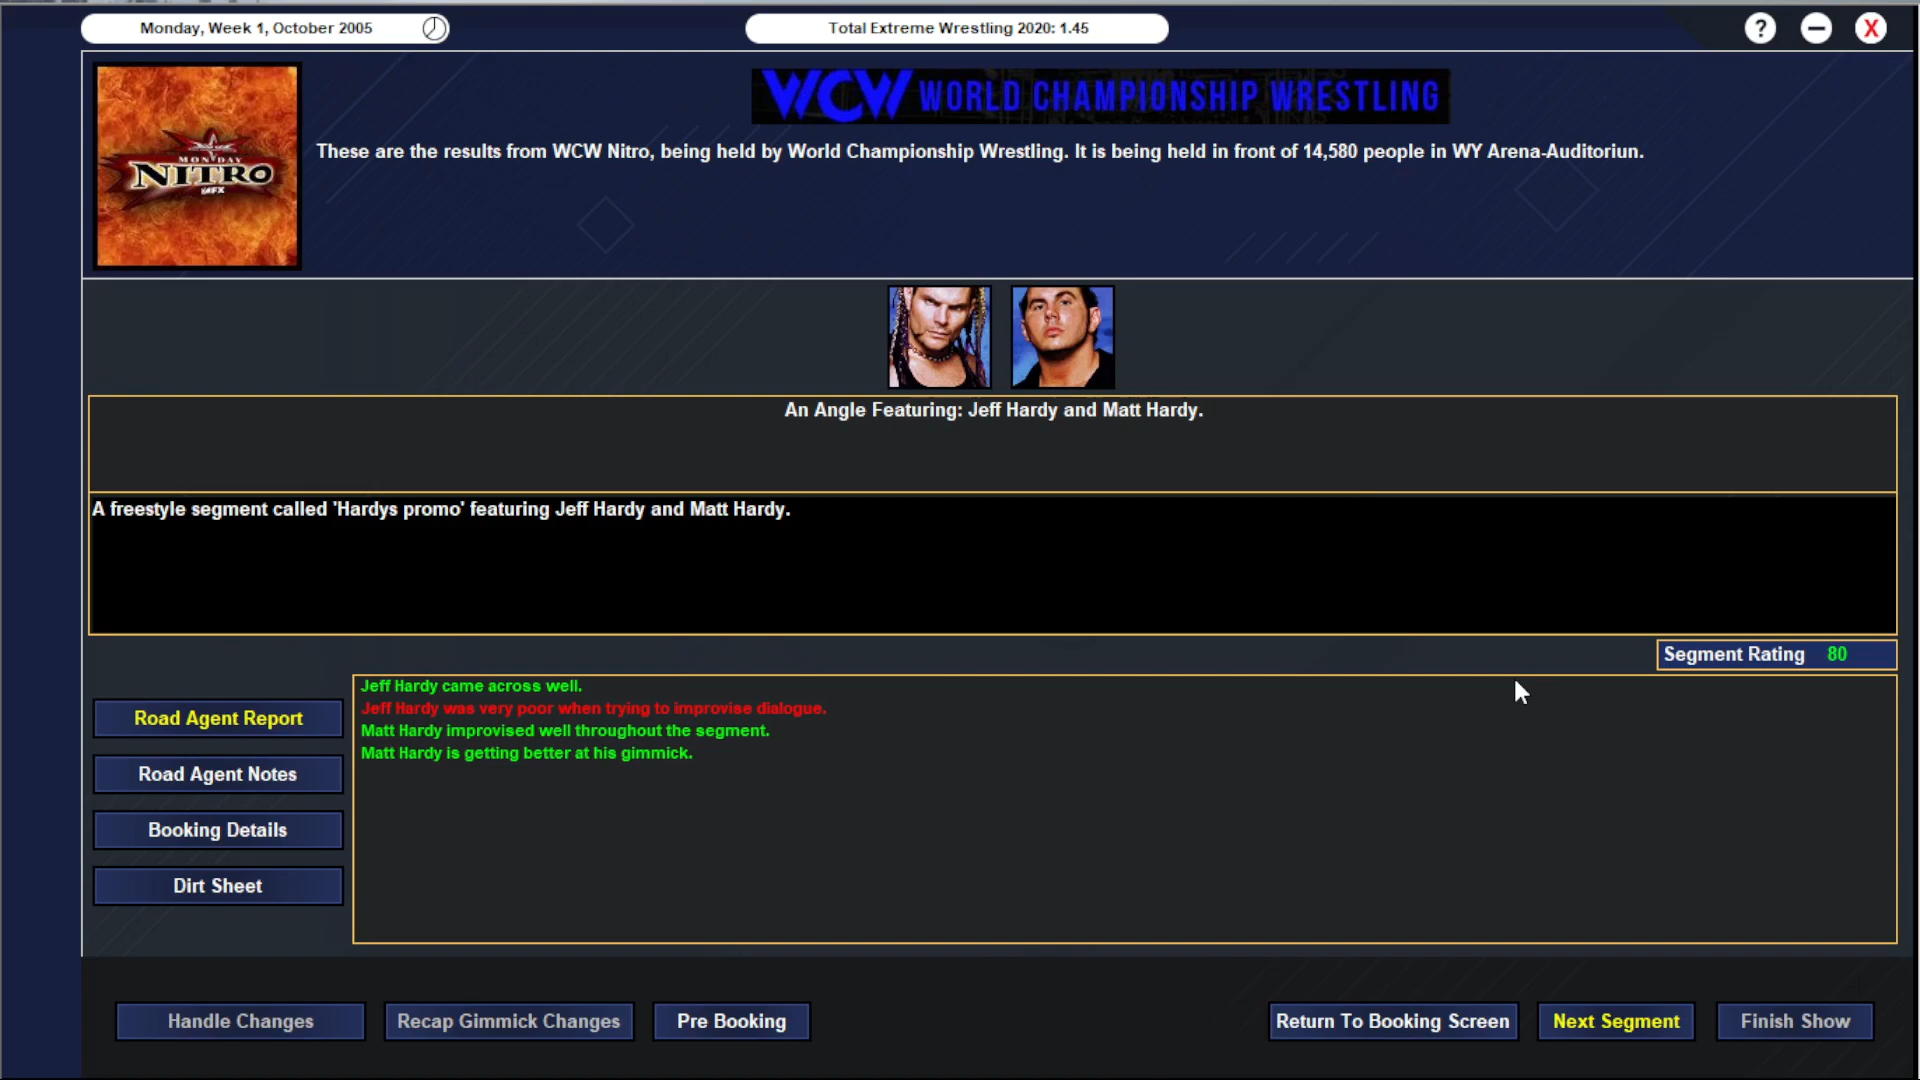 Monday, Week 1, October 2005
Total Extreme Wrestling 2020: 1.45
?
X
WCW WORLD CHAMPIONSHIP WRESTLING
MONDAY
NITRO
These are the results from WCW Nitro, being held by World Championship Wrestling. It is being held in front of 14,580 people in WY Arena-Auditoriun.
An Angle Featuring: Jeff Hardy and Matt Hardy.
A freestyle segment called 'Hardys promo' featuring Jeff Hardy and Matt Hardy.
Segment Rating 80
Road Agent Report
Road Agent Notes
Booking Details
Dirt Sheet
Jeff Hardy came across well.
Jeff Hardy was very poor when trying to improvise dialogue.
Matt Hardy improvised well throughout the segment.
Matt Hardy is getting better at his gimmick.
Handle Changes
Recap Gimmick Changes
Pre Booking
Return To Booking Screen
Next Segment
Finish Show